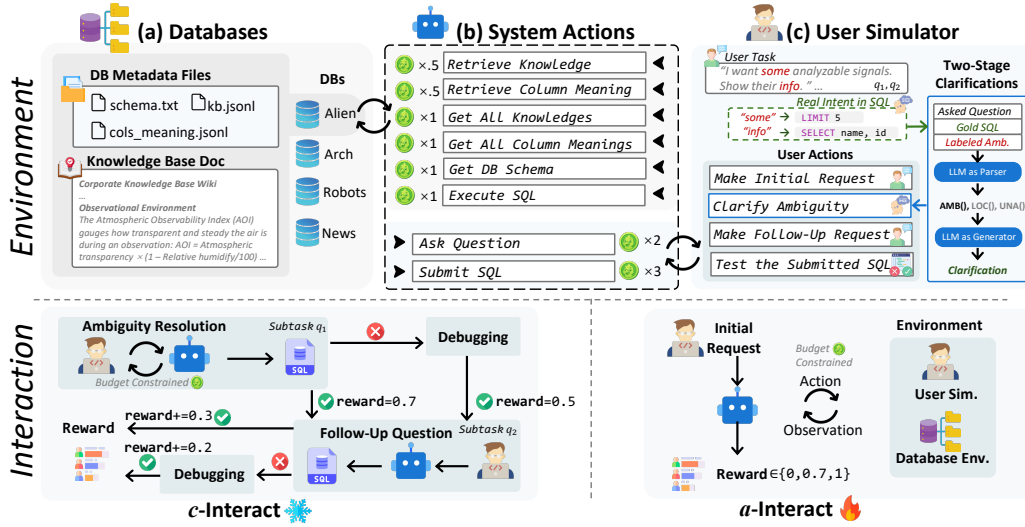 (a) Databases
(b) System Actions
(c) User Simulator
Environment
DB Metadata Files
schema.txt
kb.jsonl
cols_meaning.jsonl
Knowledge Base Doc
Corporate Knowledge Base Wiki
...
Observational Environment
The Atmospheric Observability Index (AOI)
gauges how transparent and steady the air is
during an observation: AOI = Atmospheric
transparency × (1 – Relative humidify/100) ...
DBs
Alien
Arch
Robots
News
×.5 Retrieve Knowledge
×.5 Retrieve Column Meaning
×1 Get All Knowledges
×1 Get All Column Meanings
×1 Get DB Schema
×1 Execute SQL
Ask Question ×2
Submit SQL ×3
User Task
"I want some analyzable signals.
Show their info. " ... q1, q2
Real Intent in SQL
"some" → LIMIT 5
"info" → SELECT name, id
User Actions
Make Initial Request
Clarify Ambiguity
Make Follow-Up Request
Test the Submitted SQL
Two-Stage
Clarifications
Asked Question
Gold SQL
Labeled Amb.
LLM as Parser
AMB(), LOC(), UNA()
LLM as Generator
Clarification
Interaction
Ambiguity Resolution
Budget Constrained
Subtask q1
SQL
Debugging
reward=0.7
reward=0.5
reward+=0.3
Reward
reward+=0.2
Debugging
Follow-Up Question
Subtask q2
SQL
c-Interact
Initial
Request
Budget
Constrained
Action
Observation
Reward∈{0,0.7,1}
Environment
User Sim.
Database Env.
a-Interact